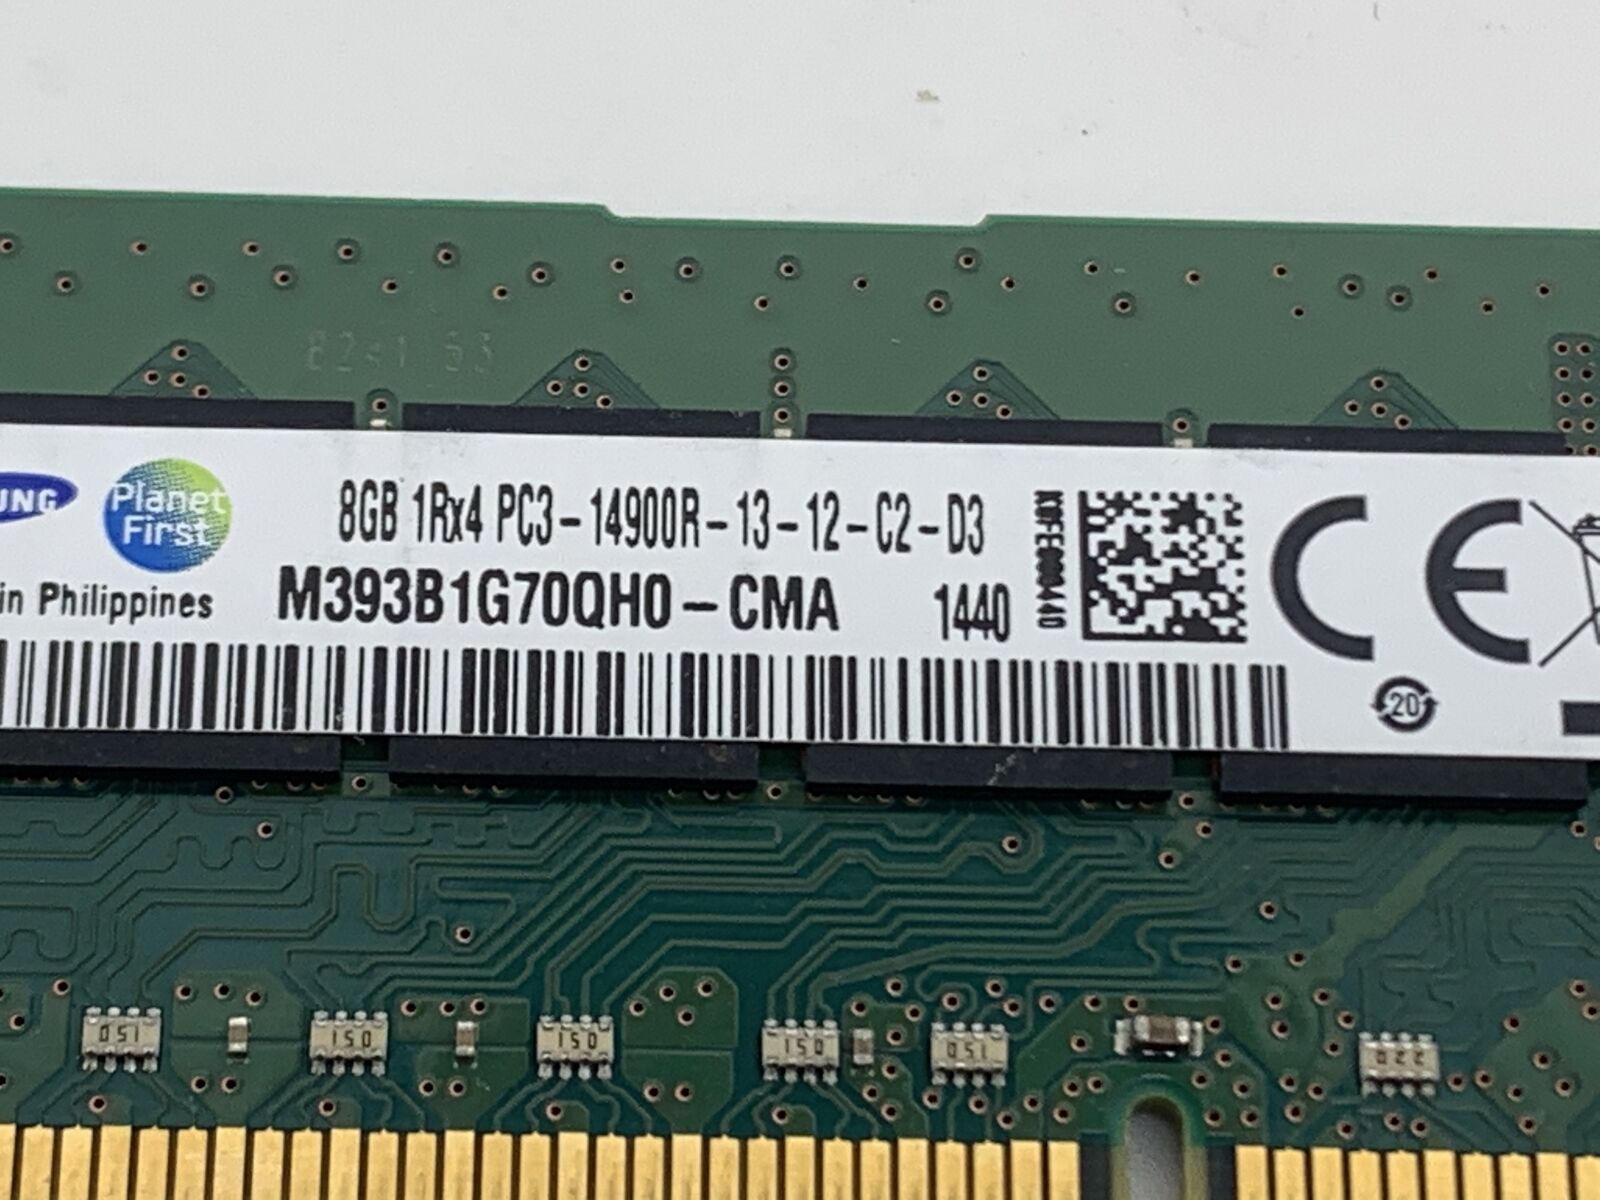 UNG
Planet
First
8GB 1Rx4 PC3-14900R-13-12-C2-D3
in Philippines
M393B1G70QH0-CMA 1440
CE
20
150
150
150
150
150
220